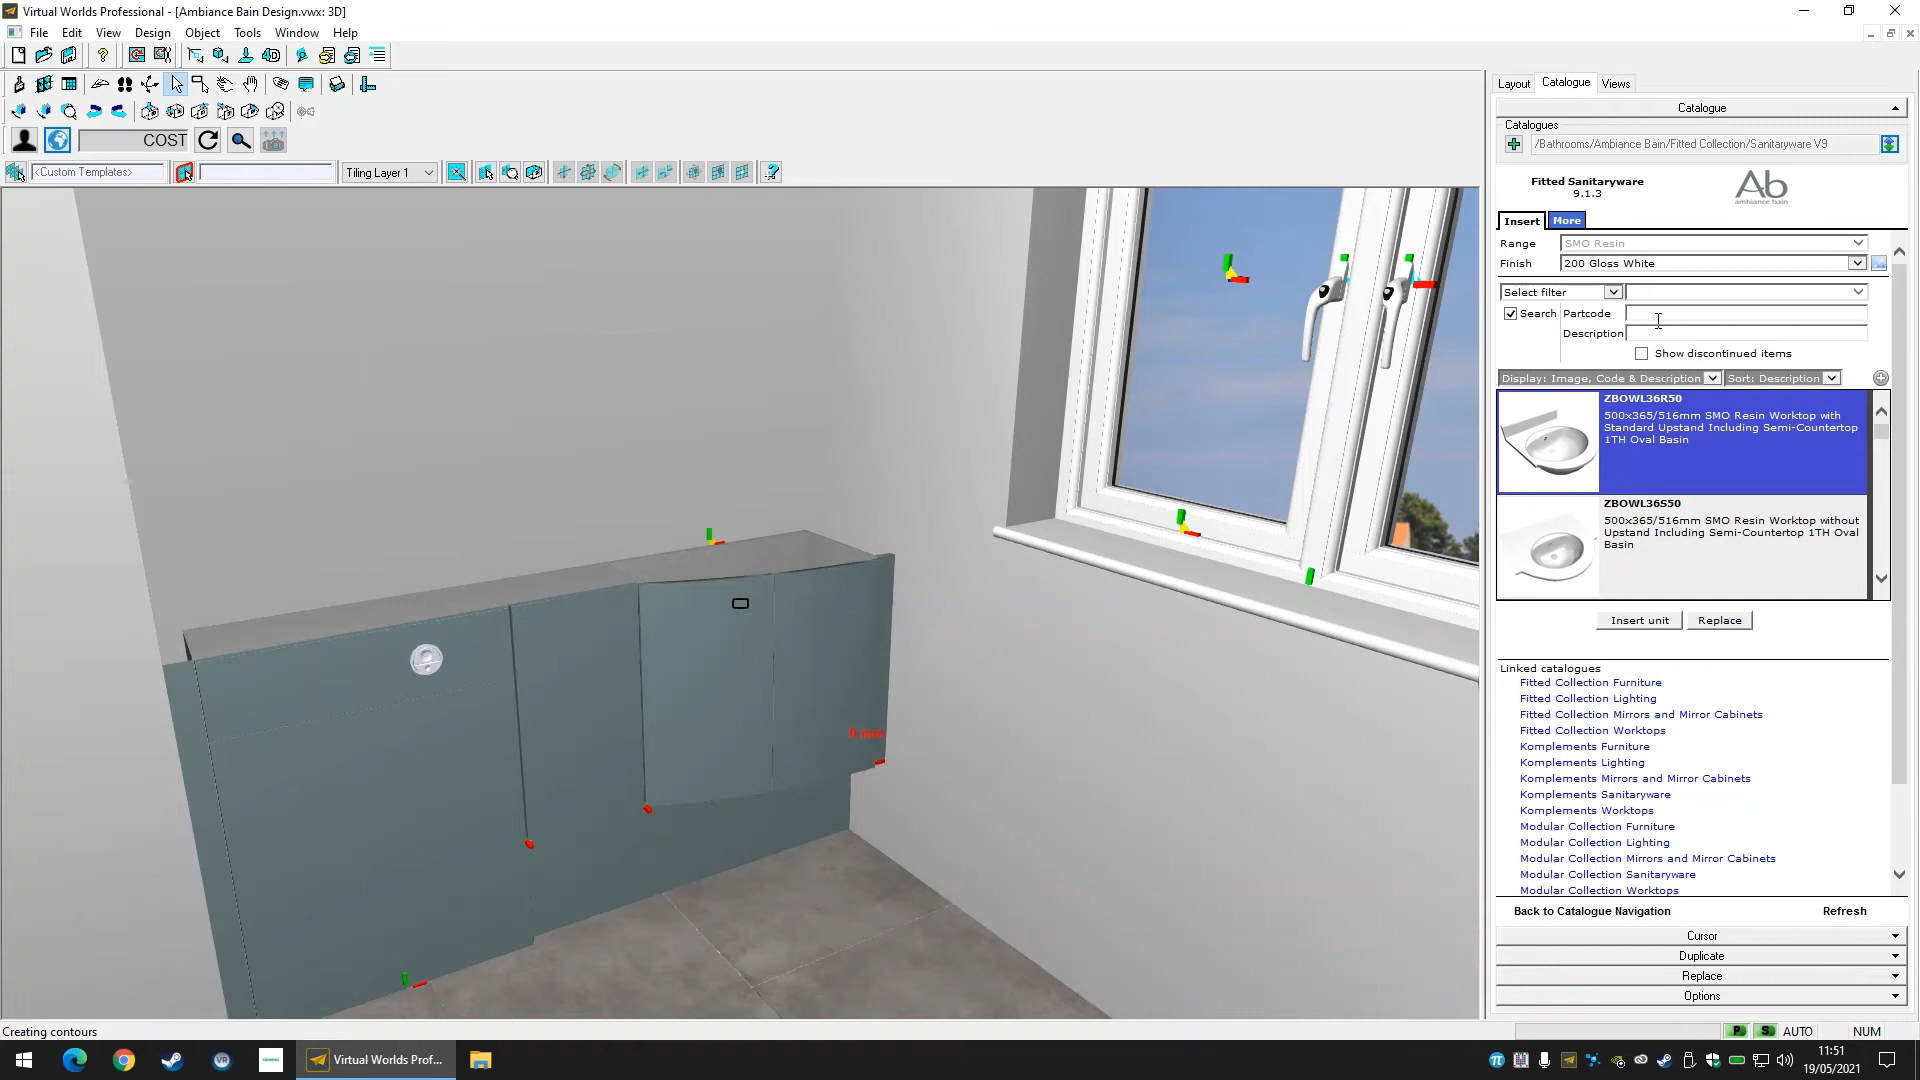 Virtual Worlds Professional - [Ambiance Bain Design.vwx: 3D]
File Edit View Design Object Tools Window Help
COST
<Custom Templates>
Tiling Layer 1
Layout Catalogue Views
Catalogue
Catalogues
/Bathrooms/Ambiance Bain/Fitted Collection/Sanitaryware V9
Fitted Sanitaryware
9.1.3
Ab
ambiance bain
Insert More
Range SMO Resin
Finish 200 Gloss White
Select filter
Search Partcode
Description
Show discontinued items
Display: Image, Code & Description Sort: Description
ZBOWL36R50
500x365/516mm SMO Resin Worktop with
Standard Upstand Including Semi-Countertop
1TH Oval Basin
ZBOWL36S50
500x365/516mm SMO Resin Worktop without
Upstand Including Semi-Countertop 1TH Oval
Basin
Insert unit Replace
0 mm
Linked catalogues
Fitted Collection Furniture
Fitted Collection Lighting
Fitted Collection Mirrors and Mirror Cabinets
Fitted Collection Worktops
Komplements Furniture
Komplements Lighting
Komplements Mirrors and Mirror Cabinets
Komplements Sanitaryware
Komplements Worktops
Modular Collection Furniture
Modular Collection Lighting
Modular Collection Mirrors and Mirror Cabinets
Modular Collection Sanitaryware
Modular Collection Worktops
Back to Catalogue Navigation Refresh
Cursor
Duplicate
Replace
Options
Creating contours
P S AUTO NUM
Virtual Worlds Prof...
11:51
19/05/2021